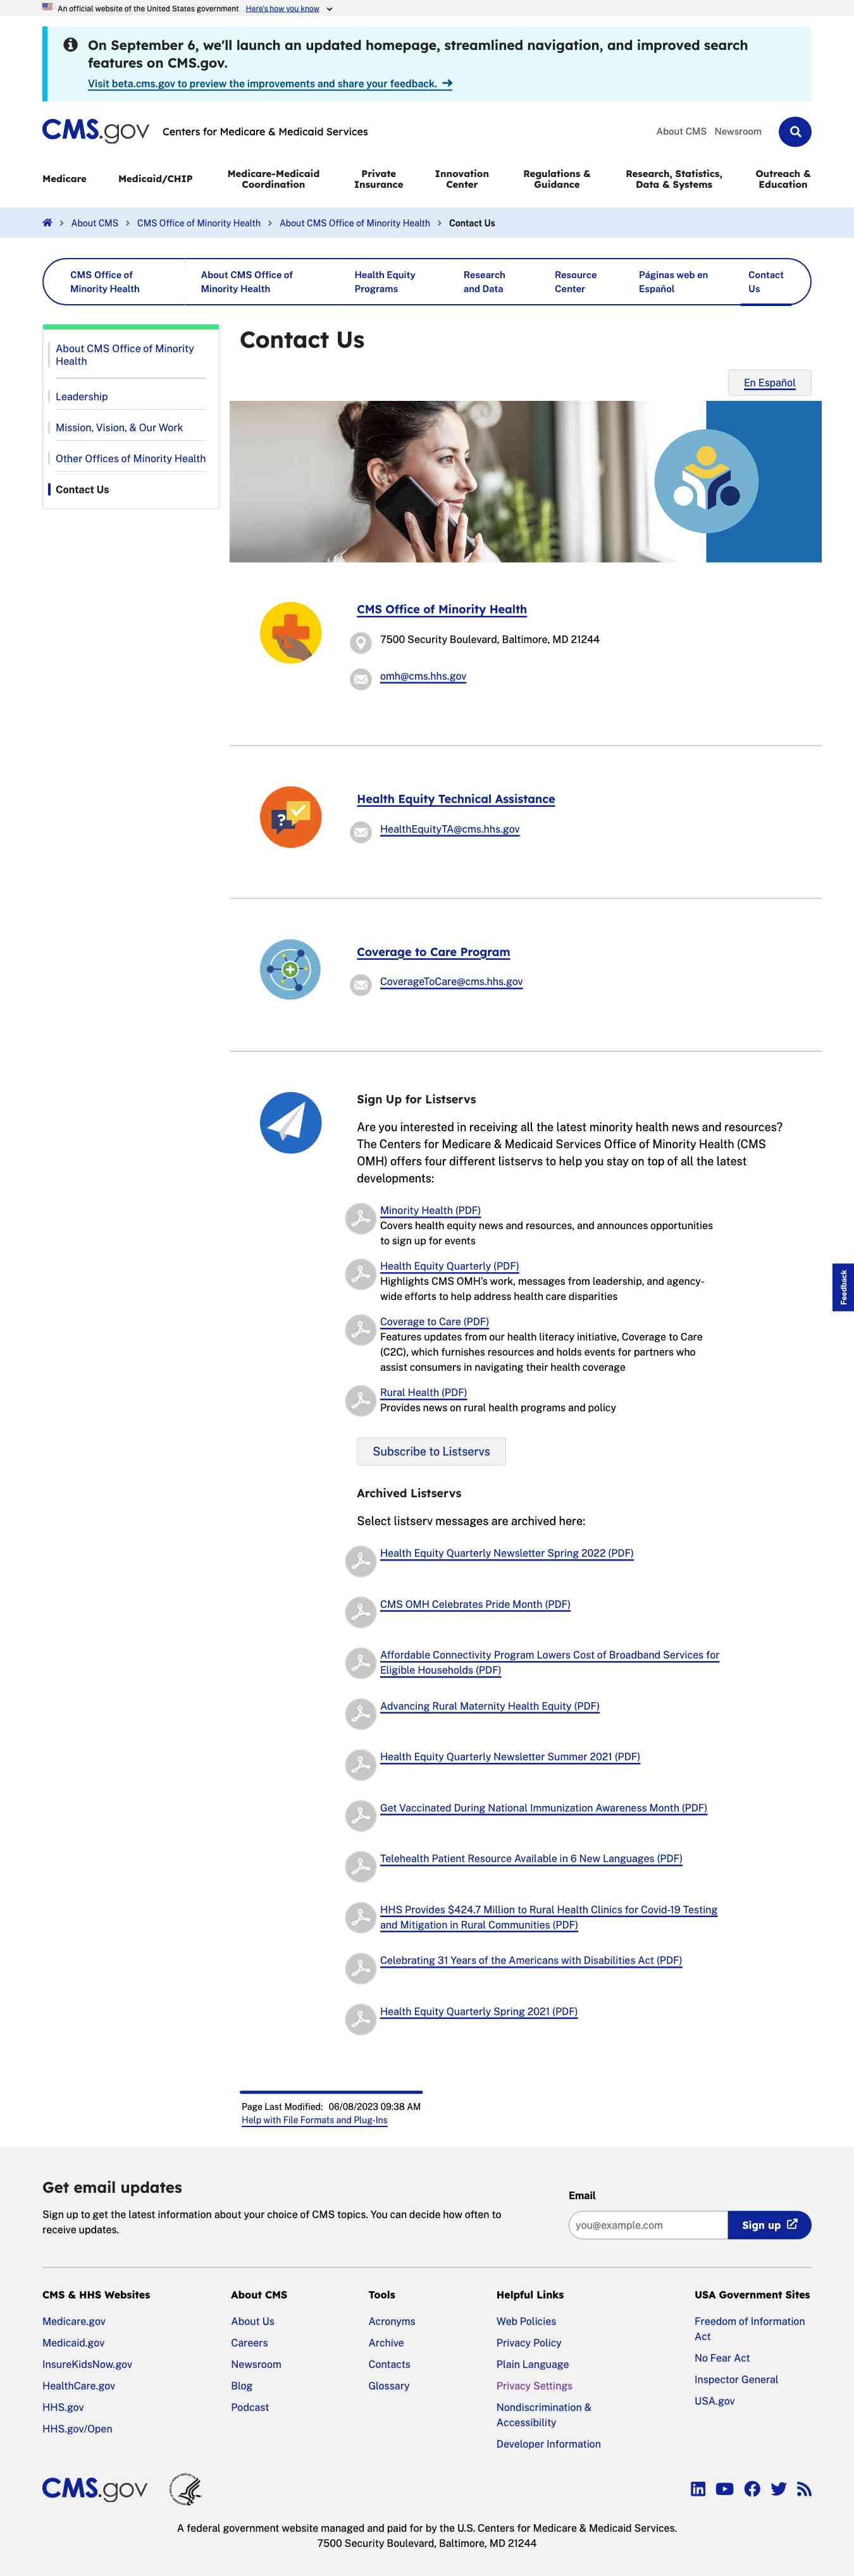 An official website of the United States government Here's how you know
On September 6, we'll launch an updated homepage, streamlined navigation, and improved search
features on CMS.gov.
Visit beta.cms.gov to preview the improvements and share your feedback.
CMS.gov Centers for Medicare & Medicaid Services
About CMS Newsroom
Medicare
Medicaid/CHIP
Medicare-Medicaid
Coordination
Private
Insurance
Innovation
Center
Regulations &
Guidance
Research, Statistics,
Data & Systems
Outreach &
Education
About CMS > CMS Office of Minority Health > About CMS Office of Minority Health > Contact Us
CMS Office of
Minority Health
About CMS Office of
Minority Health
Health Equity
Programs
Research
and Data
Resource
Center
Páginas web en
Español
Contact
Us
About CMS Office of Minority
Health
Leadership
Mission, Vision, & Our Work
Other Offices of Minority Health
Contact Us
Contact Us
En Español
CMS Office of Minority Health
7500 Security Boulevard, Baltimore, MD 21244
omh@cms.hhs.gov
?
Health Equity Technical Assistance
HealthEquityTA@cms.hhs.gov
Coverage to Care Program
CoverageToCare@cms.hhs.gov
Sign Up for Listservs
Are you interested in receiving all the latest minority health news and resources?
The Centers for Medicare & Medicaid Services Office of Minority Health (CMS
OMH) offers four different listservs to help you stay on top of all the latest
developments:
Minority Health (PDF)
Covers health equity news and resources, and announces opportunities
to sign up for events
Health Equity Quarterly (PDF)
Highlights CMS OMH's work, messages from leadership, and agency-
wide efforts to help address health care disparities
Coverage to Care (PDF)
Features updates from our health literacy initiative, Coverage to Care
(C2C), which furnishes resources and holds events for partners who
assist consumers in navigating their health coverage
Rural Health (PDF)
Provides news on rural health programs and policy
Feedback
Subscribe to Listservs
Archived Listservs
Select listserv messages are archived here:
Health Equity Quarterly Newsletter Spring 2022 (PDF)
CMS OMH Celebrates Pride Month (PDF)
Affordable Connectivity Program Lowers Cost of Broadband Services for
Eligible Households (PDF)
Advancing Rural Maternity Health Equity (PDF)
Health Equity Quarterly Newsletter Summer 2021 (PDF)
Get Vaccinated During National Immunization Awareness Month (PDF)
Telehealth Patient Resource Available in 6 New Languages (PDF)
HHS Provides $424.7 Million to Rural Health Clinics for Covid-19 Testing
and Mitigation in Rural Communities (PDF)
Celebrating 31 Years of the Americans with Disabilities Act (PDF)
Health Equity Quarterly Spring 2021 (PDF)
Page Last Modified: 06/08/2023 09:38 AM
Help with File Formats and Plug-Ins
Get email updates
Sign up to get the latest information about your choice of CMS topics. You can decide how often to
receive updates.
Email
you@example.com
Sign up
CMS & HHS Websites
Medicare.gov
Medicaid.gov
InsureKidsNow.gov
HealthCare.gov
HHS.gov
HHS.gov/Open
About CMS
About Us
Careers
Newsroom
Blog
Podcast
Tools
Acronyms
Archive
Contacts
Glossary
Helpful Links
Web Policies
Privacy Policy
Plain Language
Privacy Settings
Nondiscrimination &
Accessibility
Developer Information
USA Government Sites
Freedom of Information
Act
No Fear Act
Inspector General
USA.gov
CMS.gov
A federal government website managed and paid for by the U.S. Centers for Medicare & Medicaid Services.
7500 Security Boulevard, Baltimore, MD 21244